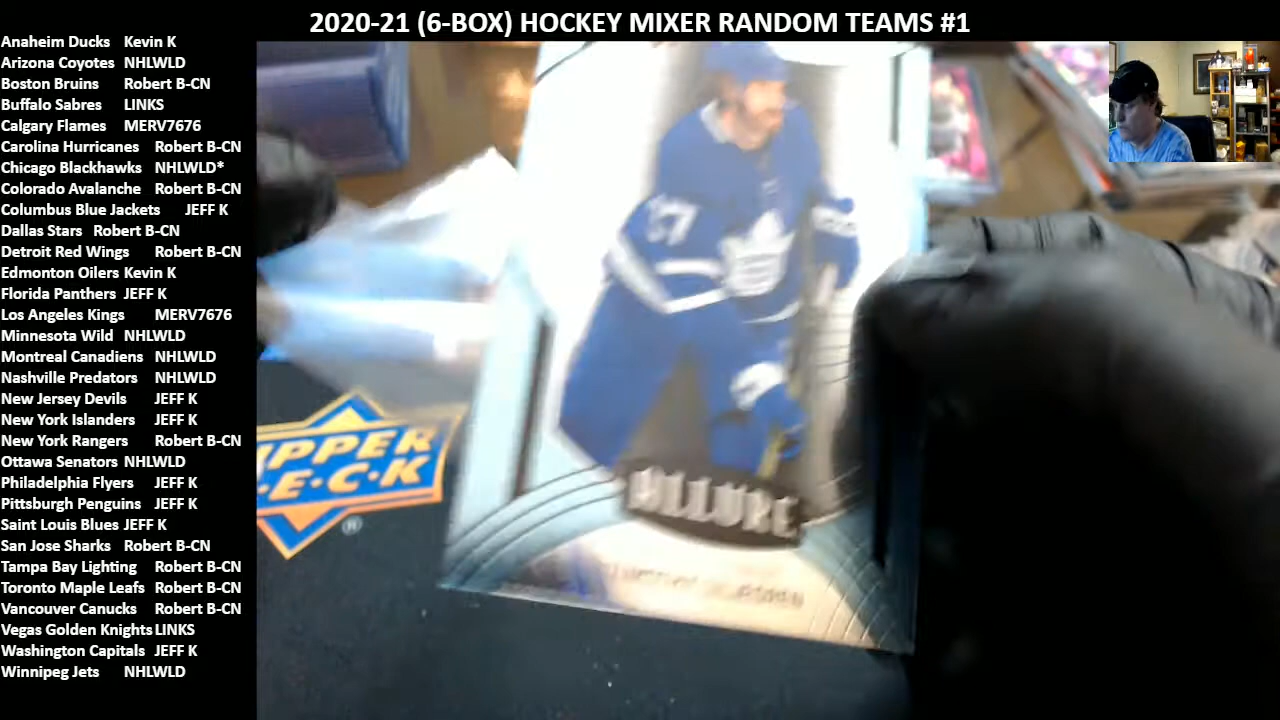 2020-21 (6-BOX) HOCKEY MIXER RANDOM TEAMS #1
Anaheim Ducks Kevin K
Arizona Coyotes NHLWLD
Boston Bruins Robert B-CN
Buffalo Sabres LINKS
Calgary Flames MERV7676
Carolina Hurricanes Robert B-CN
Chicago Blackhawks NHLWLD*
Colorado Avalanche Robert B-CN
Columbus Blue Jackets JEFF K
Dallas Stars Robert B-CN
Detroit Red Wings Robert B-CN
Edmonton Oilers Kevin K
Florida Panthers JEFF K
Los Angeles Kings MERV7676
Minnesota Wild NHLWLD
Montreal Canadiens NHLWLD
Nashville Predators NHLWLD
New Jersey Devils JEFF K
New York Islanders JEFF K
New York Rangers Robert B-CN
Ottawa Senators NHLWLD
Philadelphia Flyers JEFF K
Pittsburgh Penguins JEFF K
Saint Louis Blues JEFF K
San Jose Sharks Robert B-CN
Tampa Bay Lighting Robert B-CN
Toronto Maple Leafs Robert B-CN
Vancouver Canucks Robert B-CN
Vegas Golden Knights LINKS
Washington Capitals JEFF K
Winnipeg Jets NHLWLD
UPPER
D.E.C.K
®
ALLURE